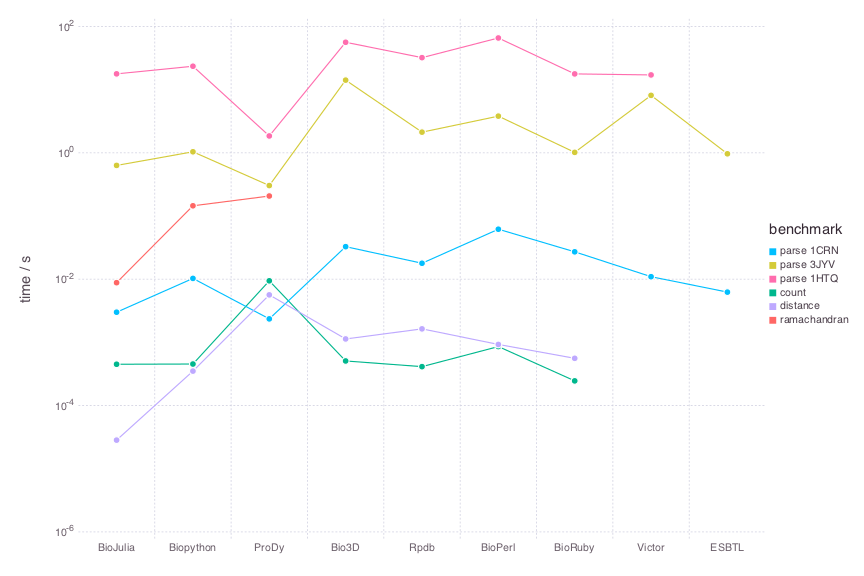 time / s
10^2
10^0
10^-2
10^-4
10^-6
BioJulia Biopython ProDy Bio3D Rpdb BioPerl BioRuby Victor ESBTL
benchmark
parse 1CRN
parse 3JYV
parse 1HTQ
count
distance
ramachandran